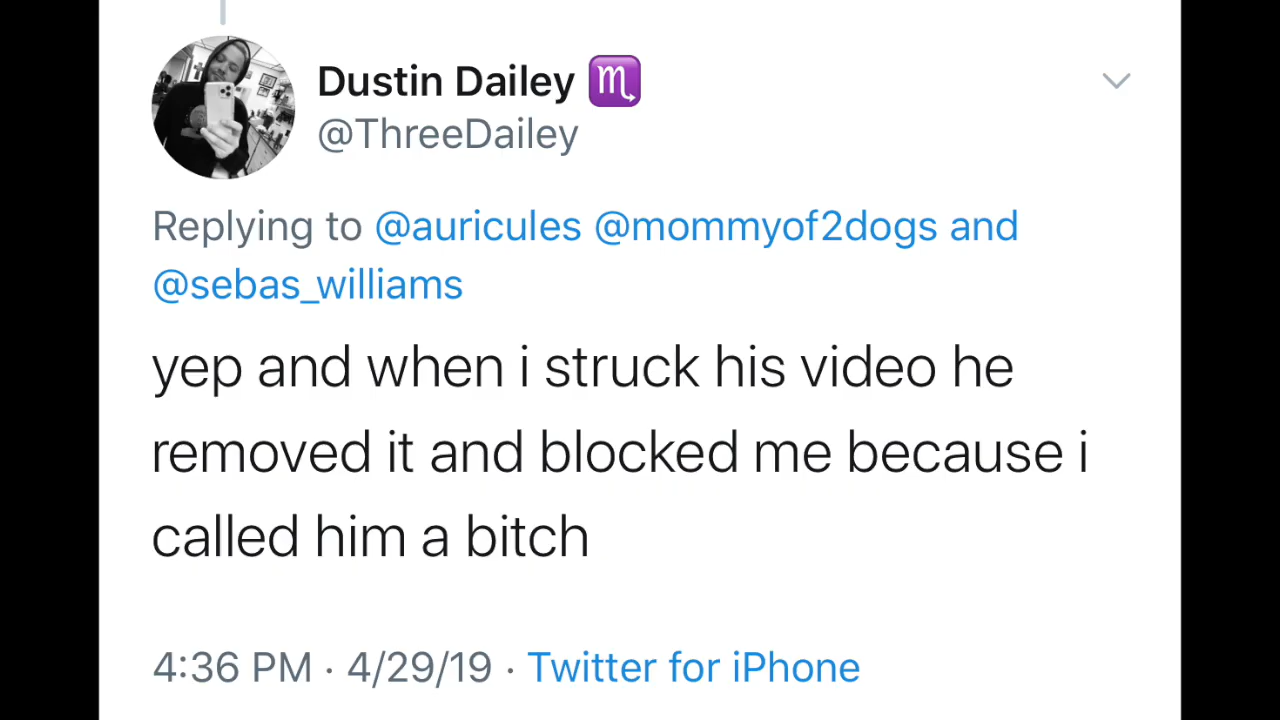 Dustin Dailey ♏
@ThreeDailey
Replying to @auricules @mommyof2dogs and
@sebas_williams
yep and when i struck his video he
removed it and blocked me because i
called him a bitch
4:36 PM · 4/29/19 · Twitter for iPhone